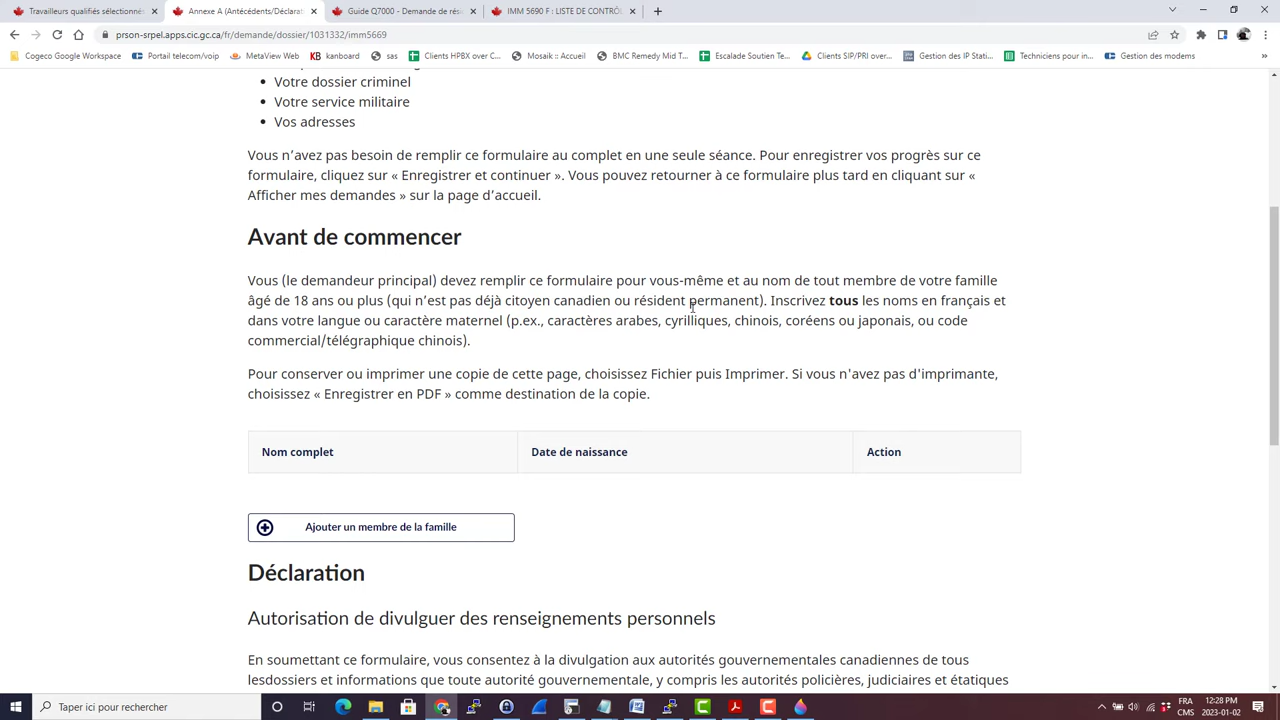 Travailleurs qualifiés sélectionnés
Annexe A (Antécédents/Déclarat
Guide Q7000 - Demande de rési
IMM 5690 F : LISTE DE CONTRÔL
prson-srpel.apps.cic.gc.ca/fr/demande/dossier/1031332/imm5669
Cogeco Google Workspace
Portail telecom/voip
MetaView Web
kanboard
sas
Clients HPBX over C...
Mosaik :: Accueil
BMC Remedy Mid T...
Escalade Soutien Te...
Clients SIP/PRI over...
Gestion des IP Stati...
Techniciens pour in...
Gestion des modems
»
• Votre dossier criminel
• Votre service militaire
• Vos adresses
Vous n’avez pas besoin de remplir ce formulaire au complet en une seule séance. Pour enregistrer vos progrès sur ce
formulaire, cliquez sur « Enregistrer et continuer ». Vous pouvez retourner à ce formulaire plus tard en cliquant sur «
Afficher mes demandes » sur la page d’accueil.
Avant de commencer
Vous (le demandeur principal) devez remplir ce formulaire pour vous-même et au nom de tout membre de votre famille
âgé de 18 ans ou plus (qui n’est pas déjà citoyen canadien ou résident permanent). Inscrivez tous les noms en français et
dans votre langue ou caractère maternel (p.ex., caractères arabes, cyrilliques, chinois, coréens ou japonais, ou code
commercial/télégraphique chinois).
Pour conserver ou imprimer une copie de cette page, choisissez Fichier puis Imprimer. Si vous n'avez pas d'imprimante,
choisissez « Enregistrer en PDF » comme destination de la copie.
Nom complet
Date de naissance
Action
Ajouter un membre de la famille
Déclaration
Autorisation de divulguer des renseignements personnels
En soumettant ce formulaire, vous consentez à la divulgation aux autorités gouvernementales canadiennes de tous
lesdossiers et informations que toute autorité gouvernementale, y compris les autorités policières, judiciaires et étatiques
Taper ici pour rechercher
FRA
CMS
12:28 PM
2023-01-02